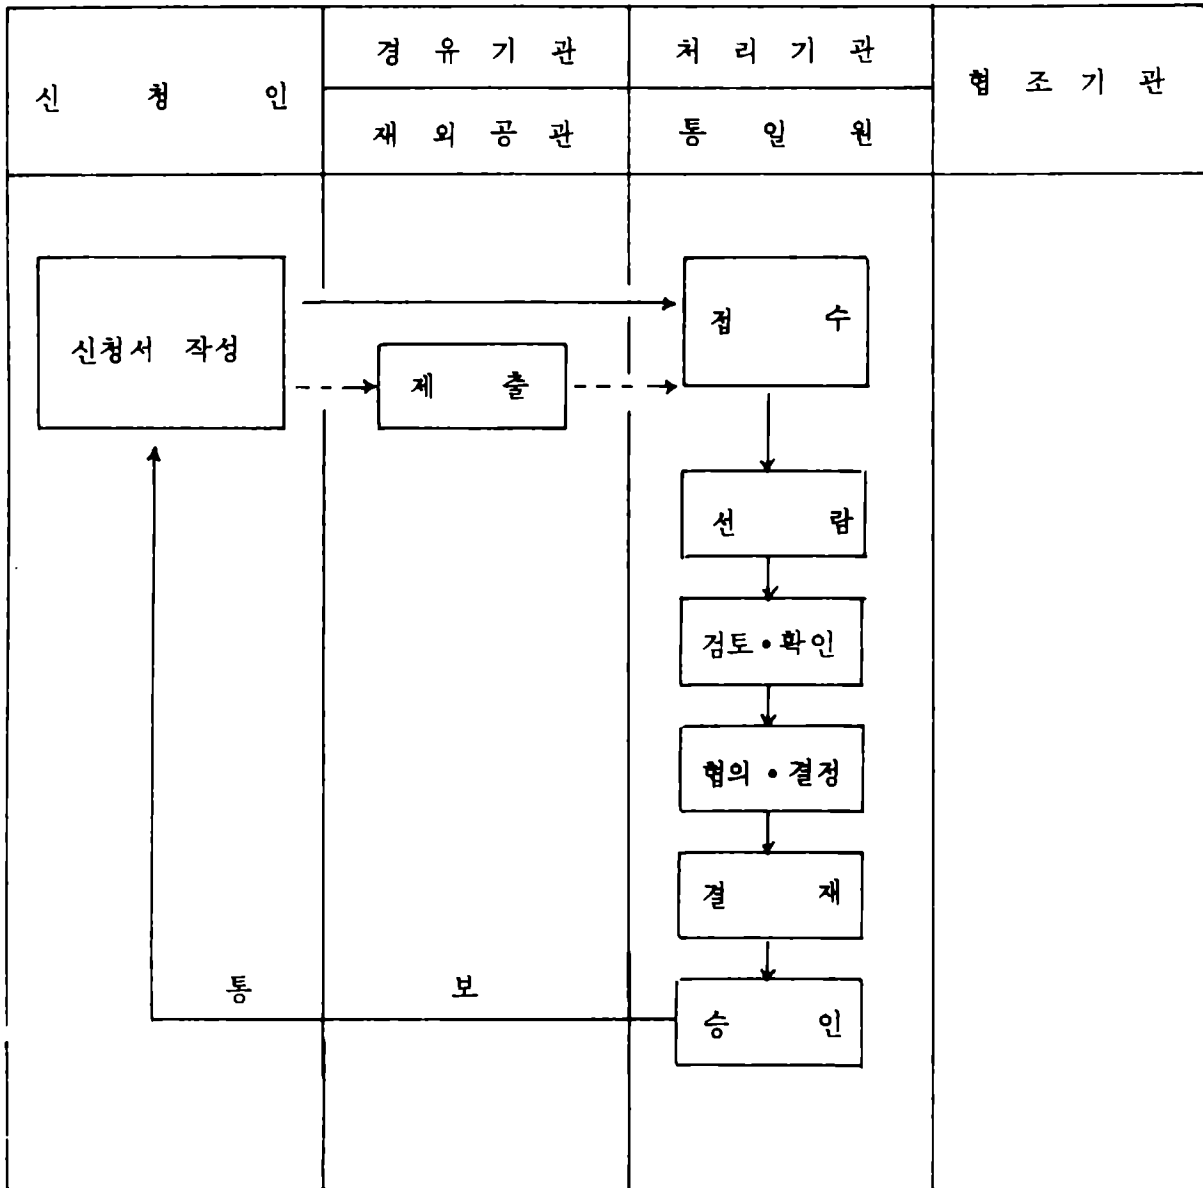 신 청 인
경 유 기 관
처 리 기 관
협 조 기 관
재 외 공 관
통 일 원
신청서 작성
접 수
제 출
선 람
검토•확인
협의•결정
결 재
통 보
승 인